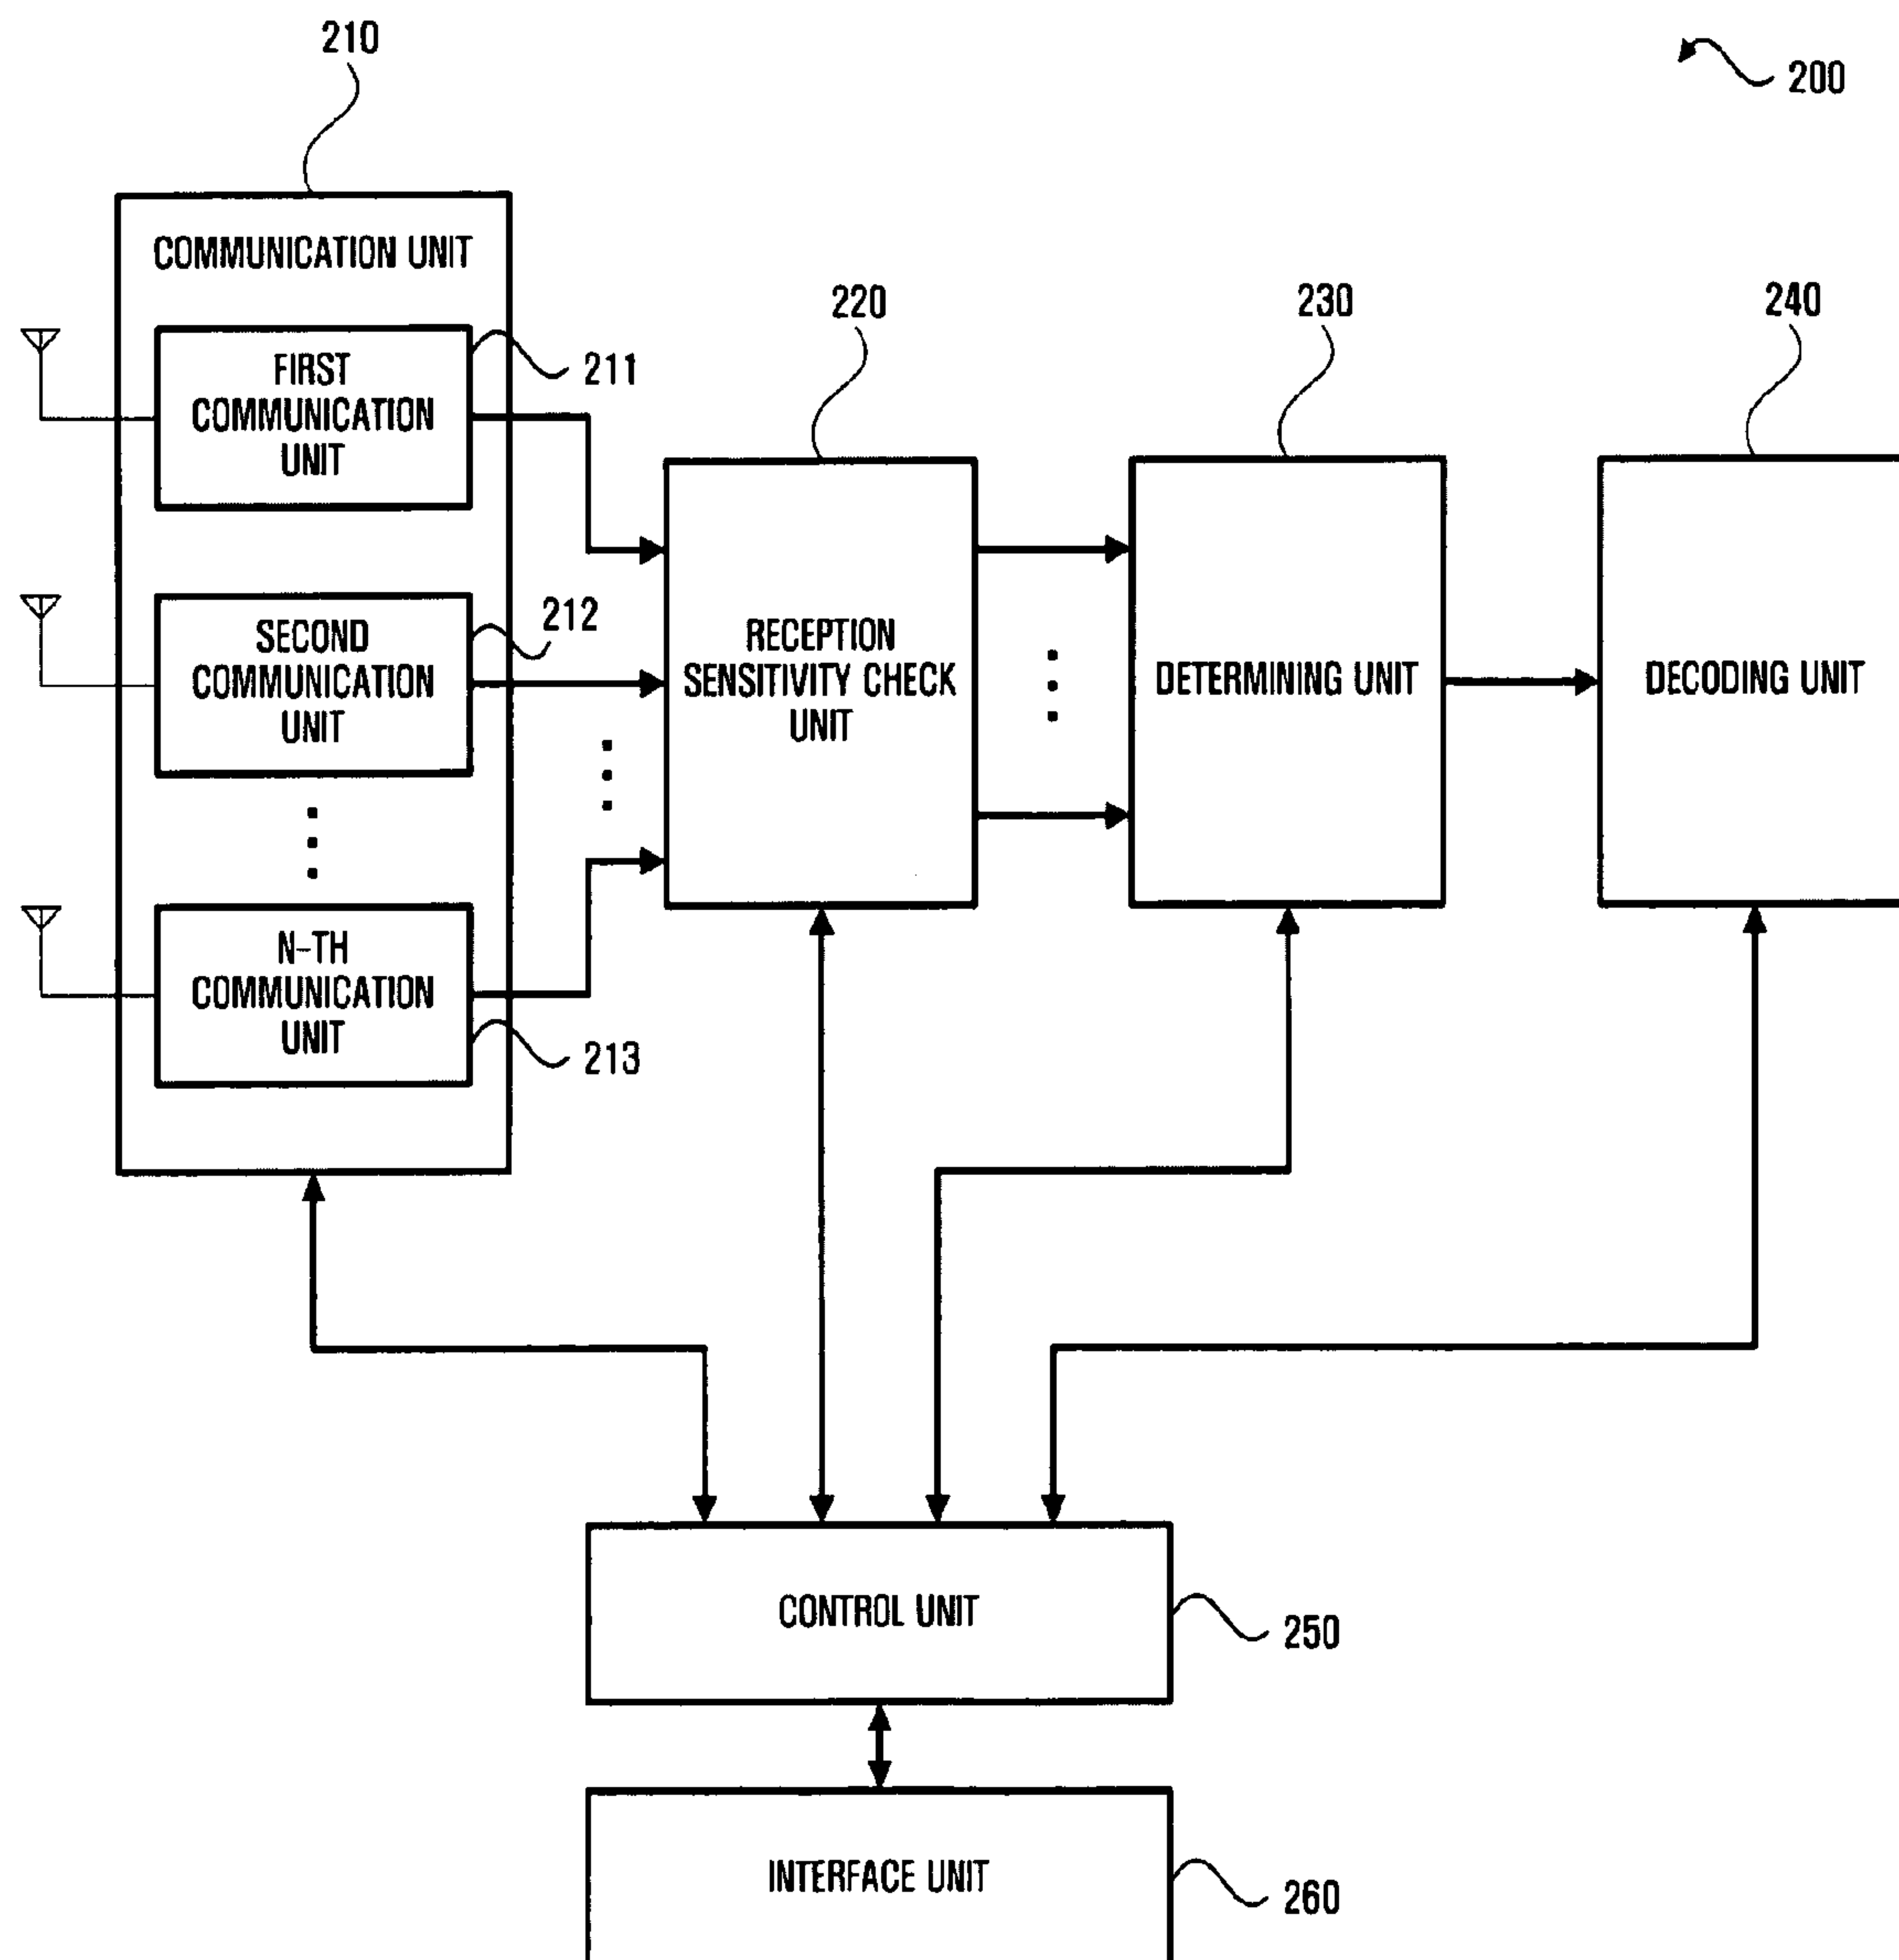 210
200
COMMUNICATION UNIT
220
230
240
FIRST
COMMUNICATION
UNIT
211
SECOND
COMMUNICATION
UNIT
212
RECEPTION
SENSITIVITY CHECK
UNIT
DETERMINING UNIT
DECODING UNIT
N-TH
COMMUNICATION
UNIT
213
CONTROL UNIT
250
INTERFACE UNIT
260